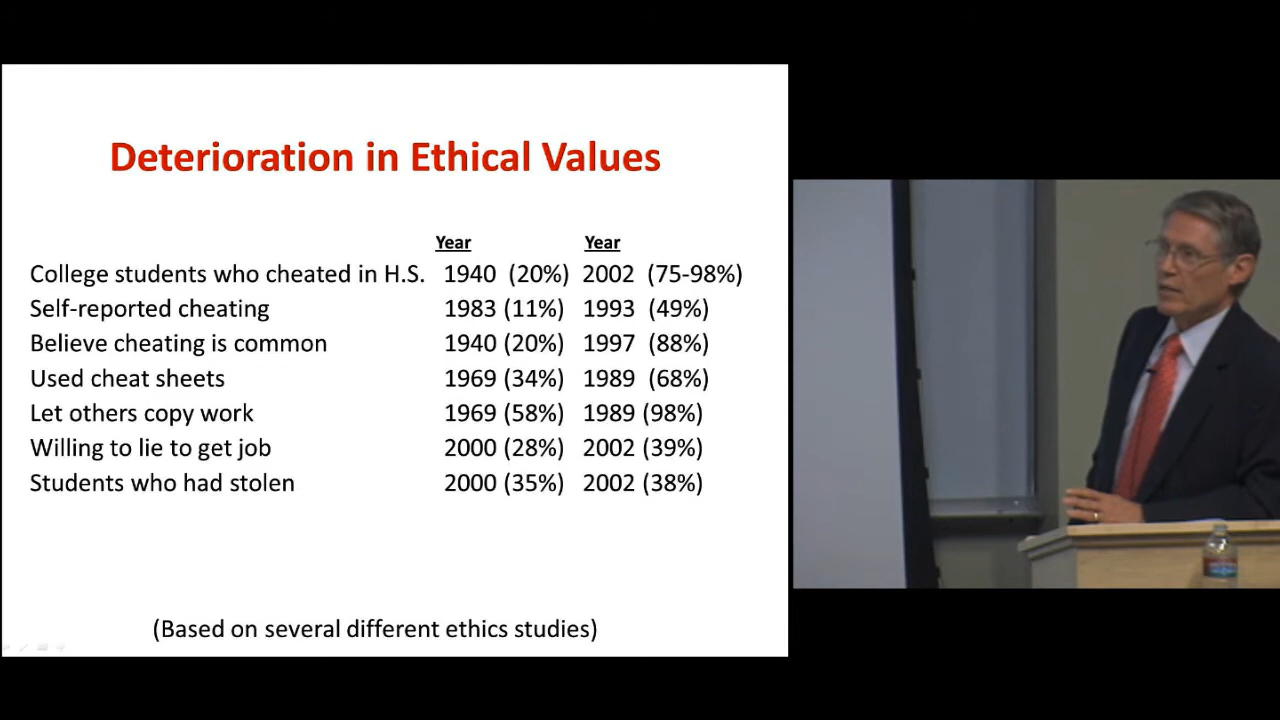 Deterioration in Ethical Values
Year Year
College students who cheated in H.S. 1940 (20%) 2002 (75-98%)
Self-reported cheating 1983 (11%) 1993 (49%)
Believe cheating is common 1940 (20%) 1997 (88%)
Used cheat sheets 1969 (34%) 1989 (68%)
Let others copy work 1969 (58%) 1989 (98%)
Willing to lie to get job 2000 (28%) 2002 (39%)
Students who had stolen 2000 (35%) 2002 (38%)
(Based on several different ethics studies)